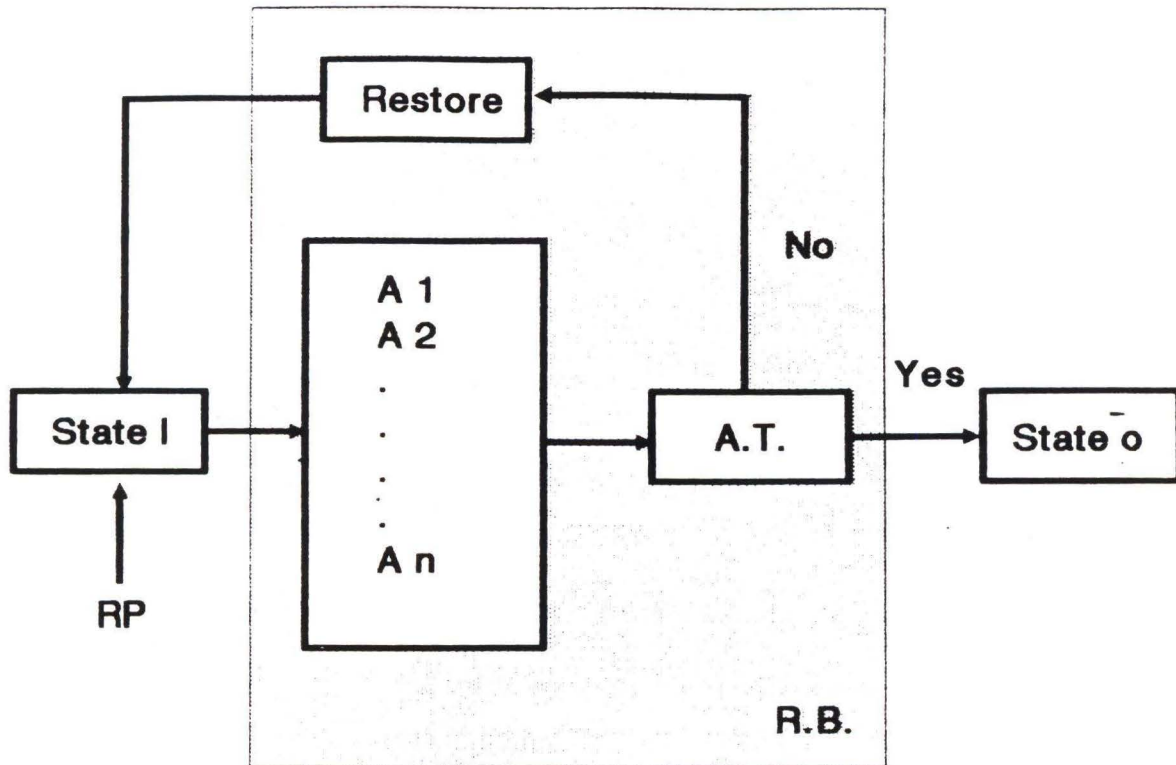 Restore
No
A 1
A 2
.
.
.
.
.
A n
Yes
State I
A.T.
State o
RP
R.B.